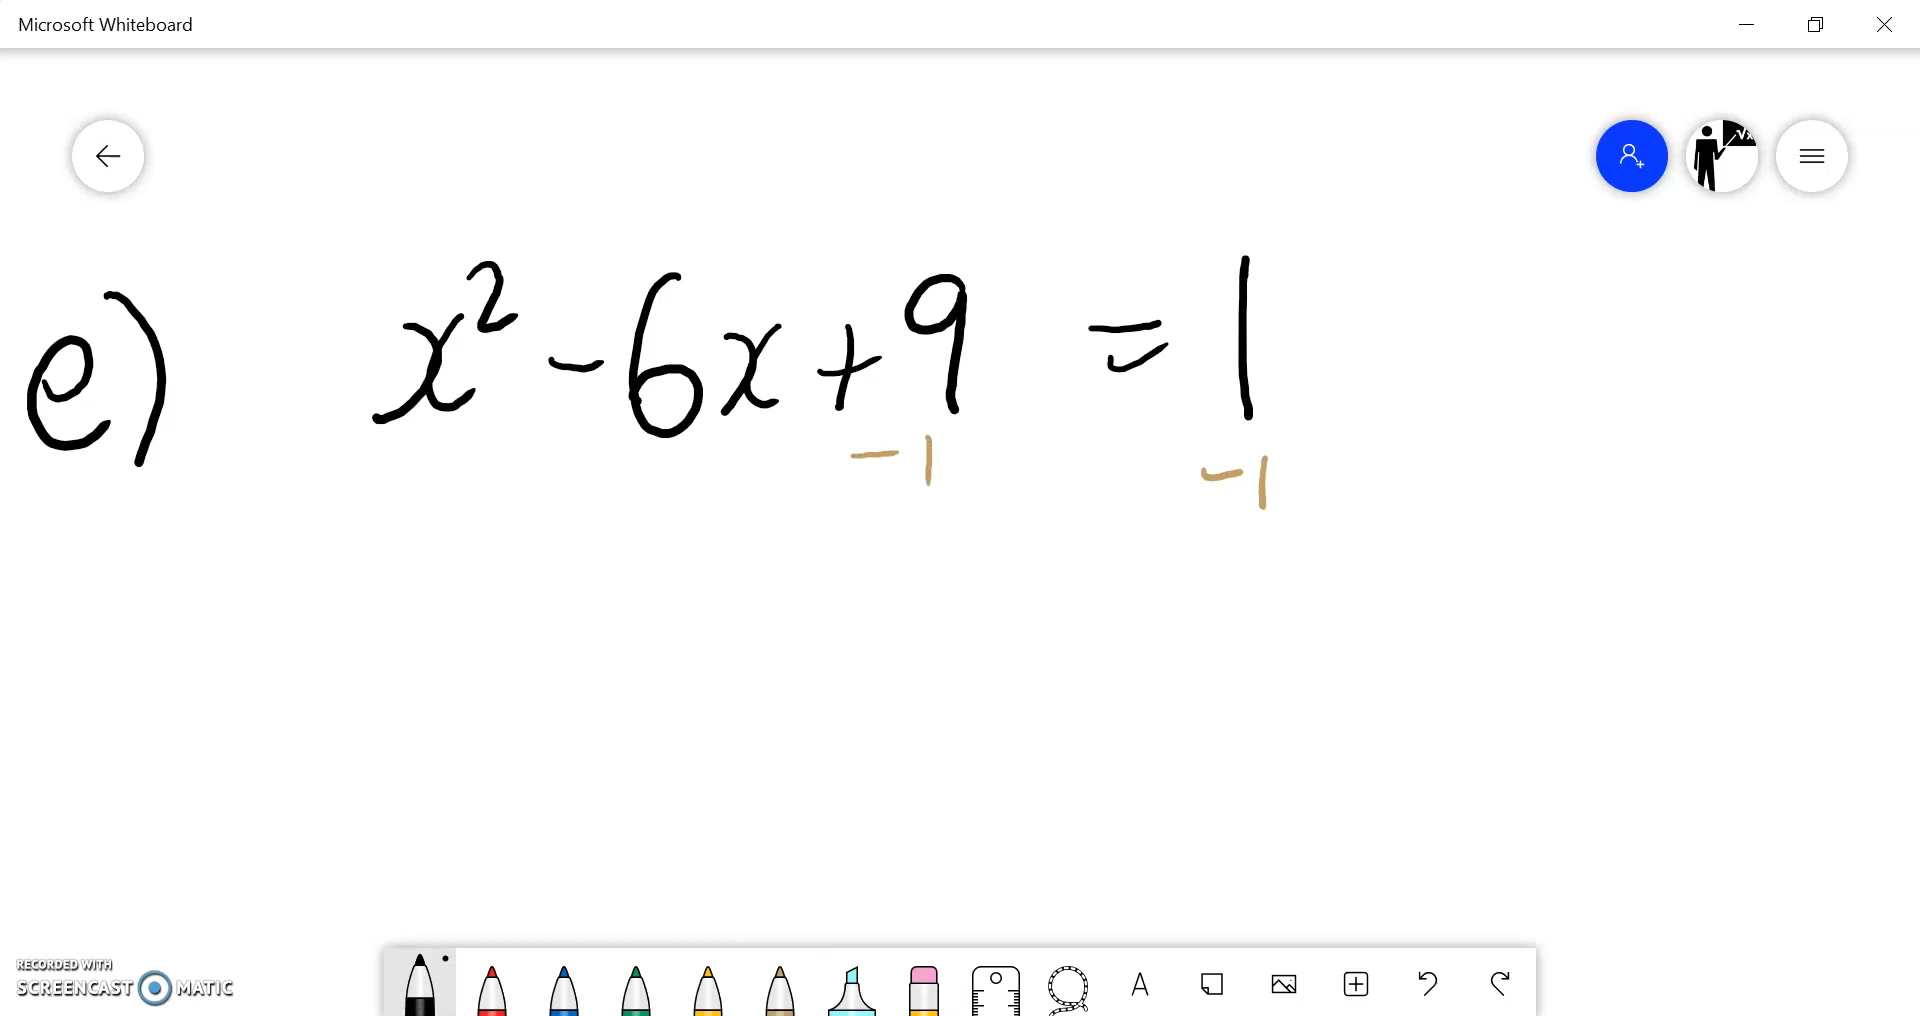 Microsoft Whiteboard
√x
e) x² - 6x + 9 = 1
-1 -1
RECORDED WITH
SCREENCAST MATIC
A